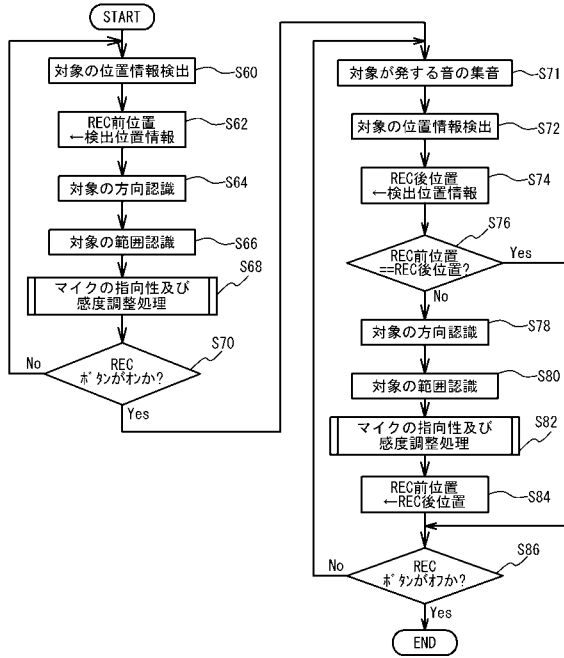 START
対象の位置情報検出
S60
REC前位置
←検出位置情報
S62
対象の方向認識
S64
対象の範囲認識
S66
マイクの指向性及び
感度調整処理
S68
REC
ボタンがオンか?
S70
No
Yes
対象が発する音の集音
S71
対象の位置情報検出
S72
REC後位置
←検出位置情報
S74
REC前位置
==REC後位置?
S76
Yes
No
対象の方向認識
S78
対象の範囲認識
S80
マイクの指向性及び
感度調整処理
S82
REC前位置
←REC後位置
S84
REC
ボタンがオフか?
S86
No
Yes
END